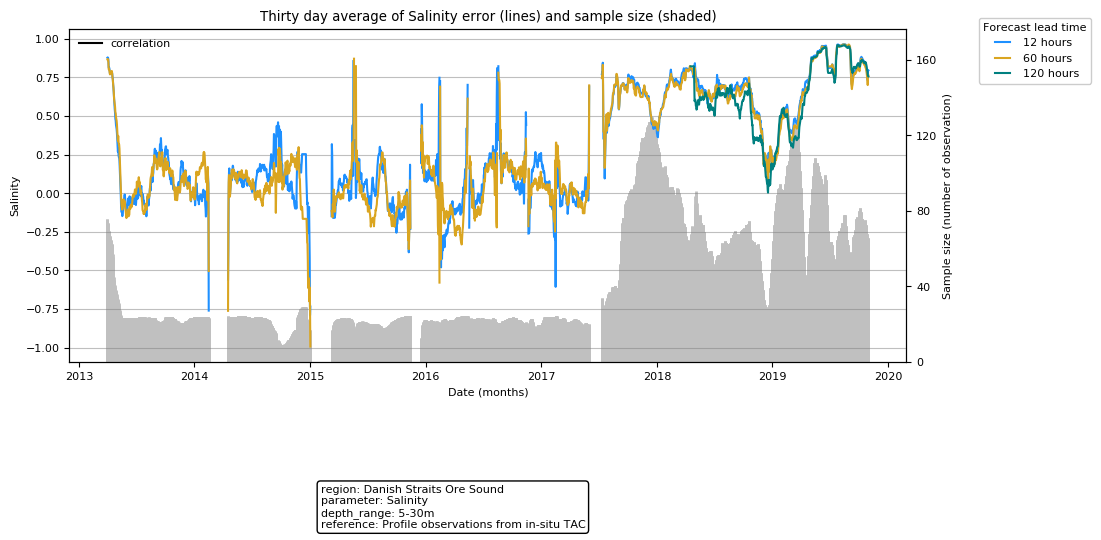 Thirty day average of Salinity error (lines) and sample size (shaded)
Forecast lead time
12 hours
60 hours
120 hours
correlation
Salinity
1.00
0.75
0.50
0.25
0.00
−0.25
−0.50
−0.75
−1.00
160
120
80
40
0
Sample size (number of observation)
2013 2014 2015 2016 2017 2018 2019 2020
Date (months)
region: Danish Straits Ore Sound
parameter: Salinity
depth_range: 5-30m
reference: Profile observations from in-situ TAC